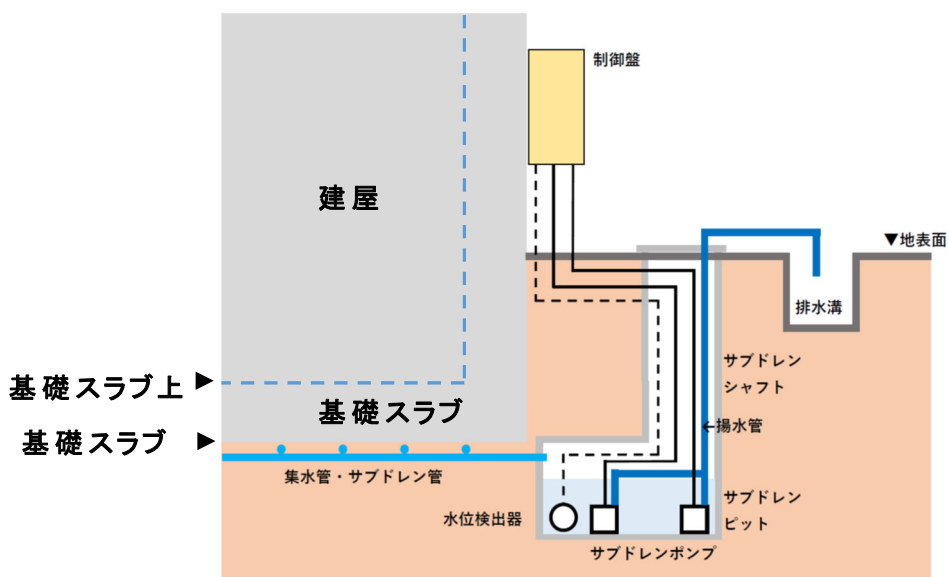 制御盤
建屋
▼地表面
排水溝
サブドレン
シャフト
基礎スラブ上 ▶
基礎スラブ
←揚水管
基礎スラブ ▶
集水管・サブドレン管
サブドレン
ピット
水位検出器
サブドレンポンプ